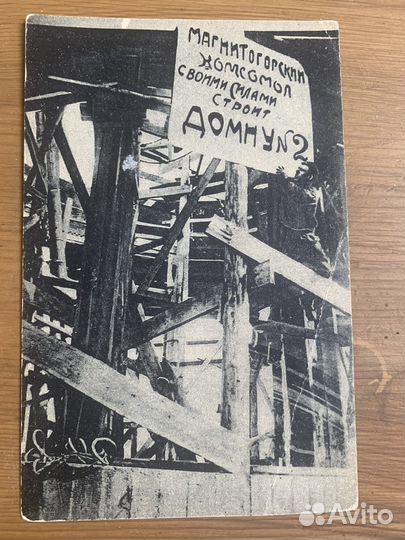 МАГНИТОГОРСКИЙ
КОМСОМОЛ
СВОИМИ СИЛАМИ
СТРОИТ
ДОМНУ №2
Avito